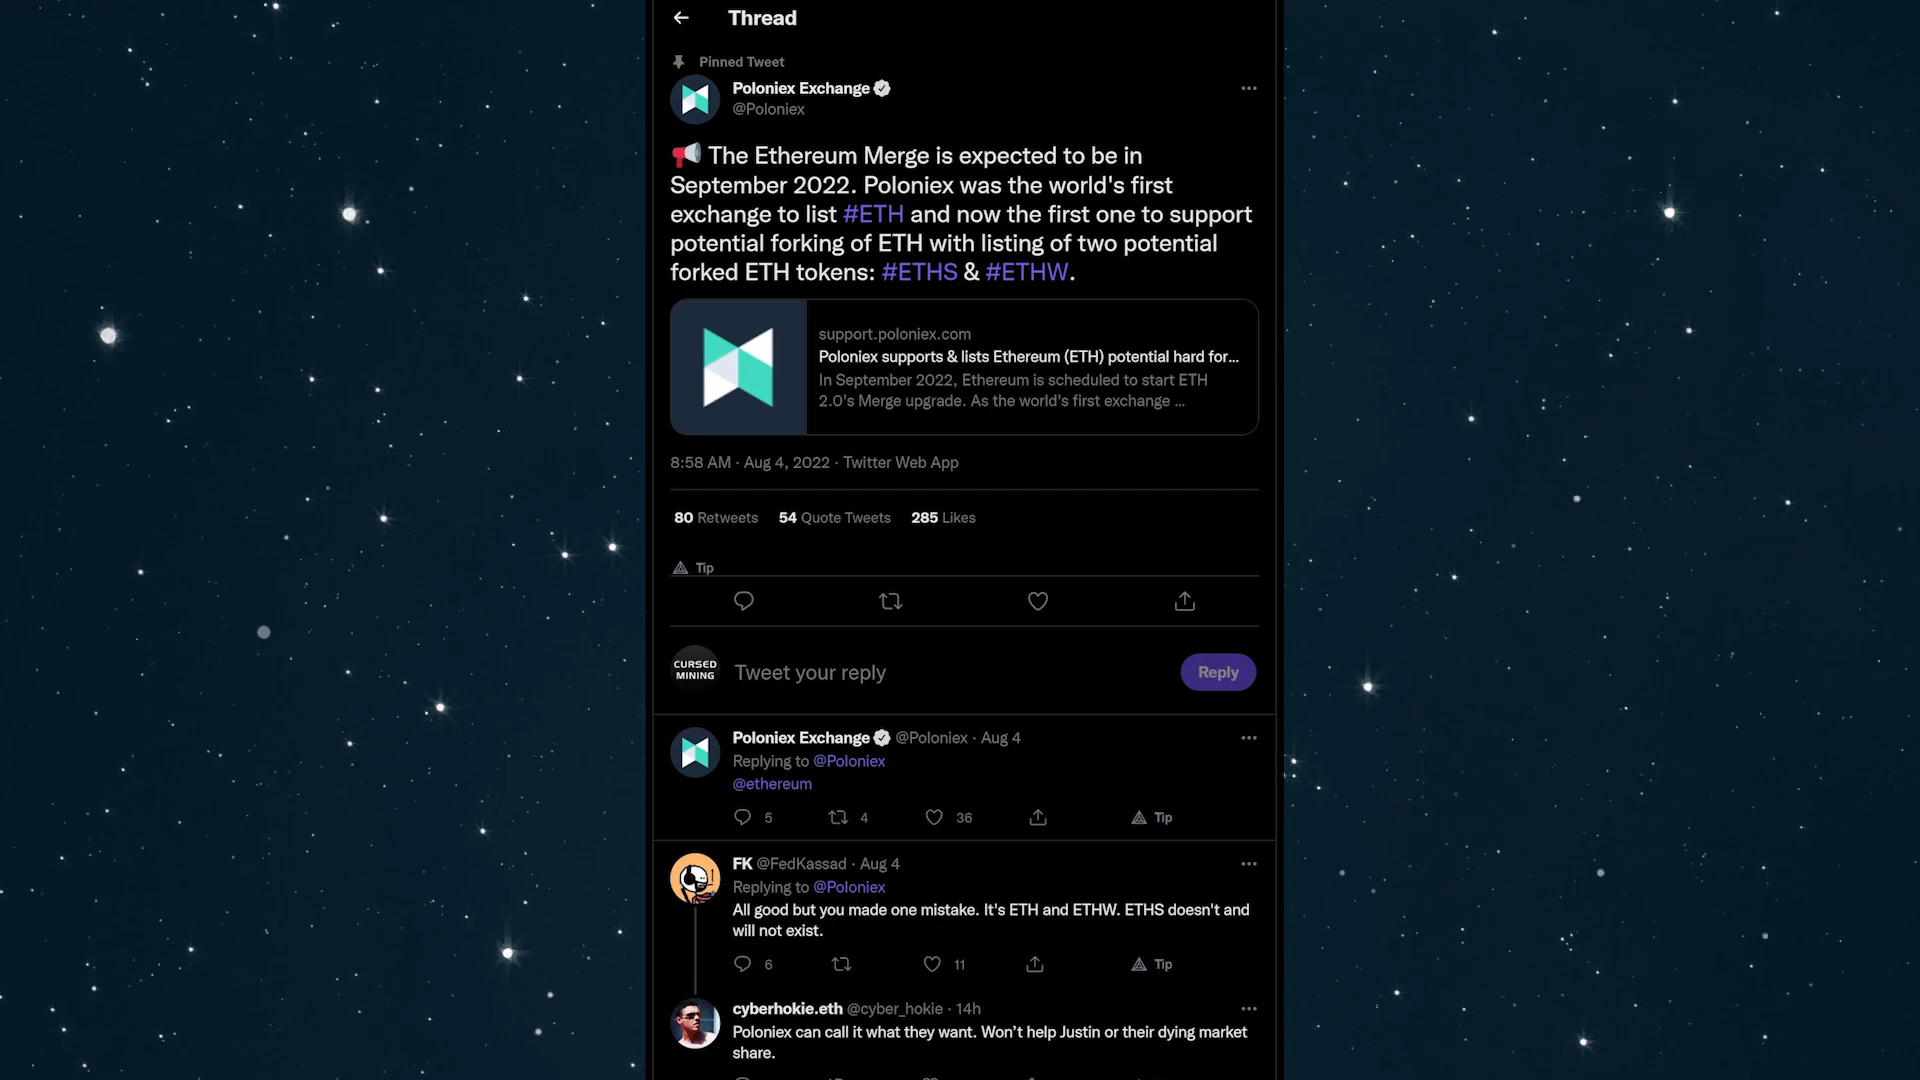 Thread
Pinned Tweet
Poloniex Exchange
@Poloniex
The Ethereum Merge is expected to be in
September 2022. Poloniex was the world's first
exchange to list #ETH and now the first one to support
potential forking of ETH with listing of two potential
forked ETH tokens: #ETHS & #ETHW.
support.poloniex.com
Poloniex supports & lists Ethereum (ETH) potential hard for...
In September 2022, Ethereum is scheduled to start ETH
2.0's Merge upgrade. As the world's first exchange ...
8:58 AM · Aug 4, 2022 · Twitter Web App
80 Retweets 54 Quote Tweets 285 Likes
Tip
CURSED
MINING
Tweet your reply
Reply
Poloniex Exchange @Poloniex · Aug 4
Replying to @Poloniex
@ethereum
5 4 36 Tip
FK @FedKassad · Aug 4
Replying to @Poloniex
All good but you made one mistake. It's ETH and ETHW. ETHS doesn't and
will not exist.
6 11 Tip
cyberhokie.eth @cyber_hokie · 14h
Poloniex can call it what they want. Won't help Justin or their dying market
share.